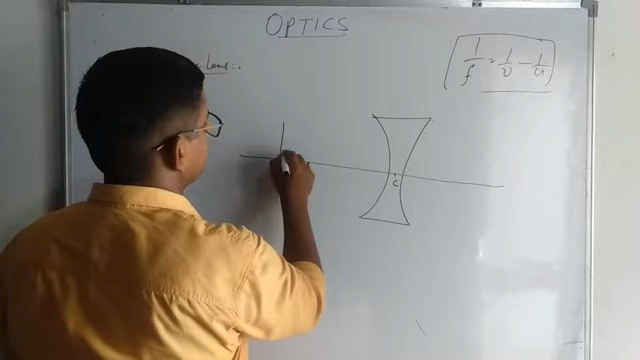 OPTICS
Lens..
1/f = 1/v - 1/u
C